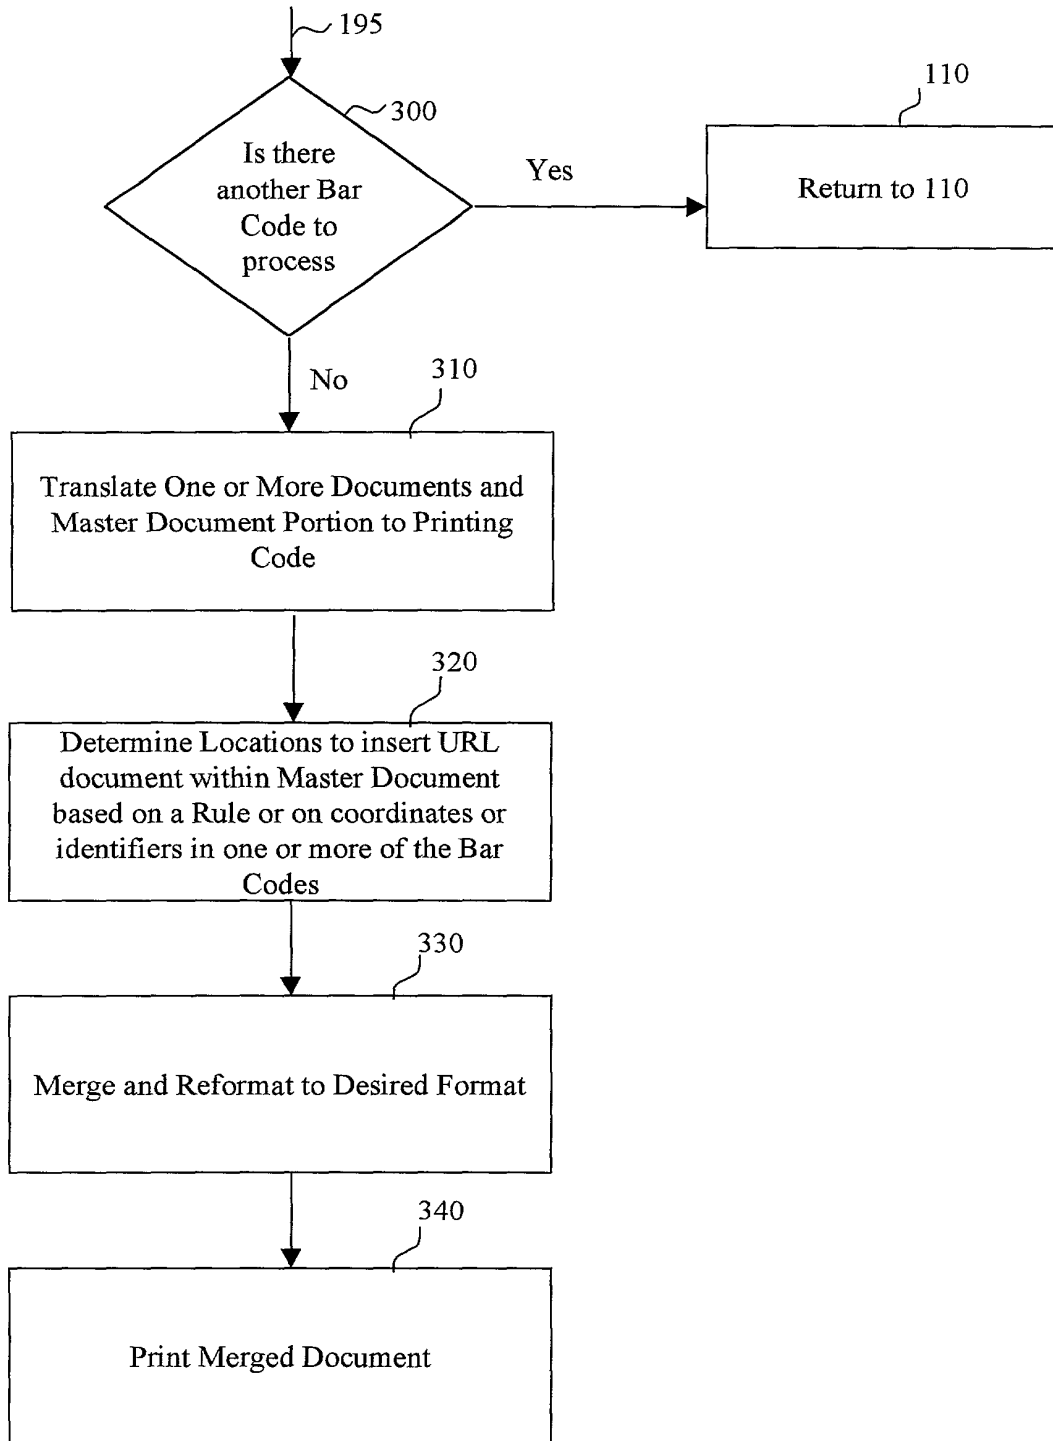 195
300
110
Is there
another Bar
Code to
process
Yes
Return to 110
No
310
Translate One or More Documents and
Master Document Portion to Printing
Code
320
Determine Locations to insert URL
document within Master Document
based on a Rule or on coordinates or
identifiers in one or more of the Bar
Codes
330
Merge and Reformat to Desired Format
340
Print Merged Document